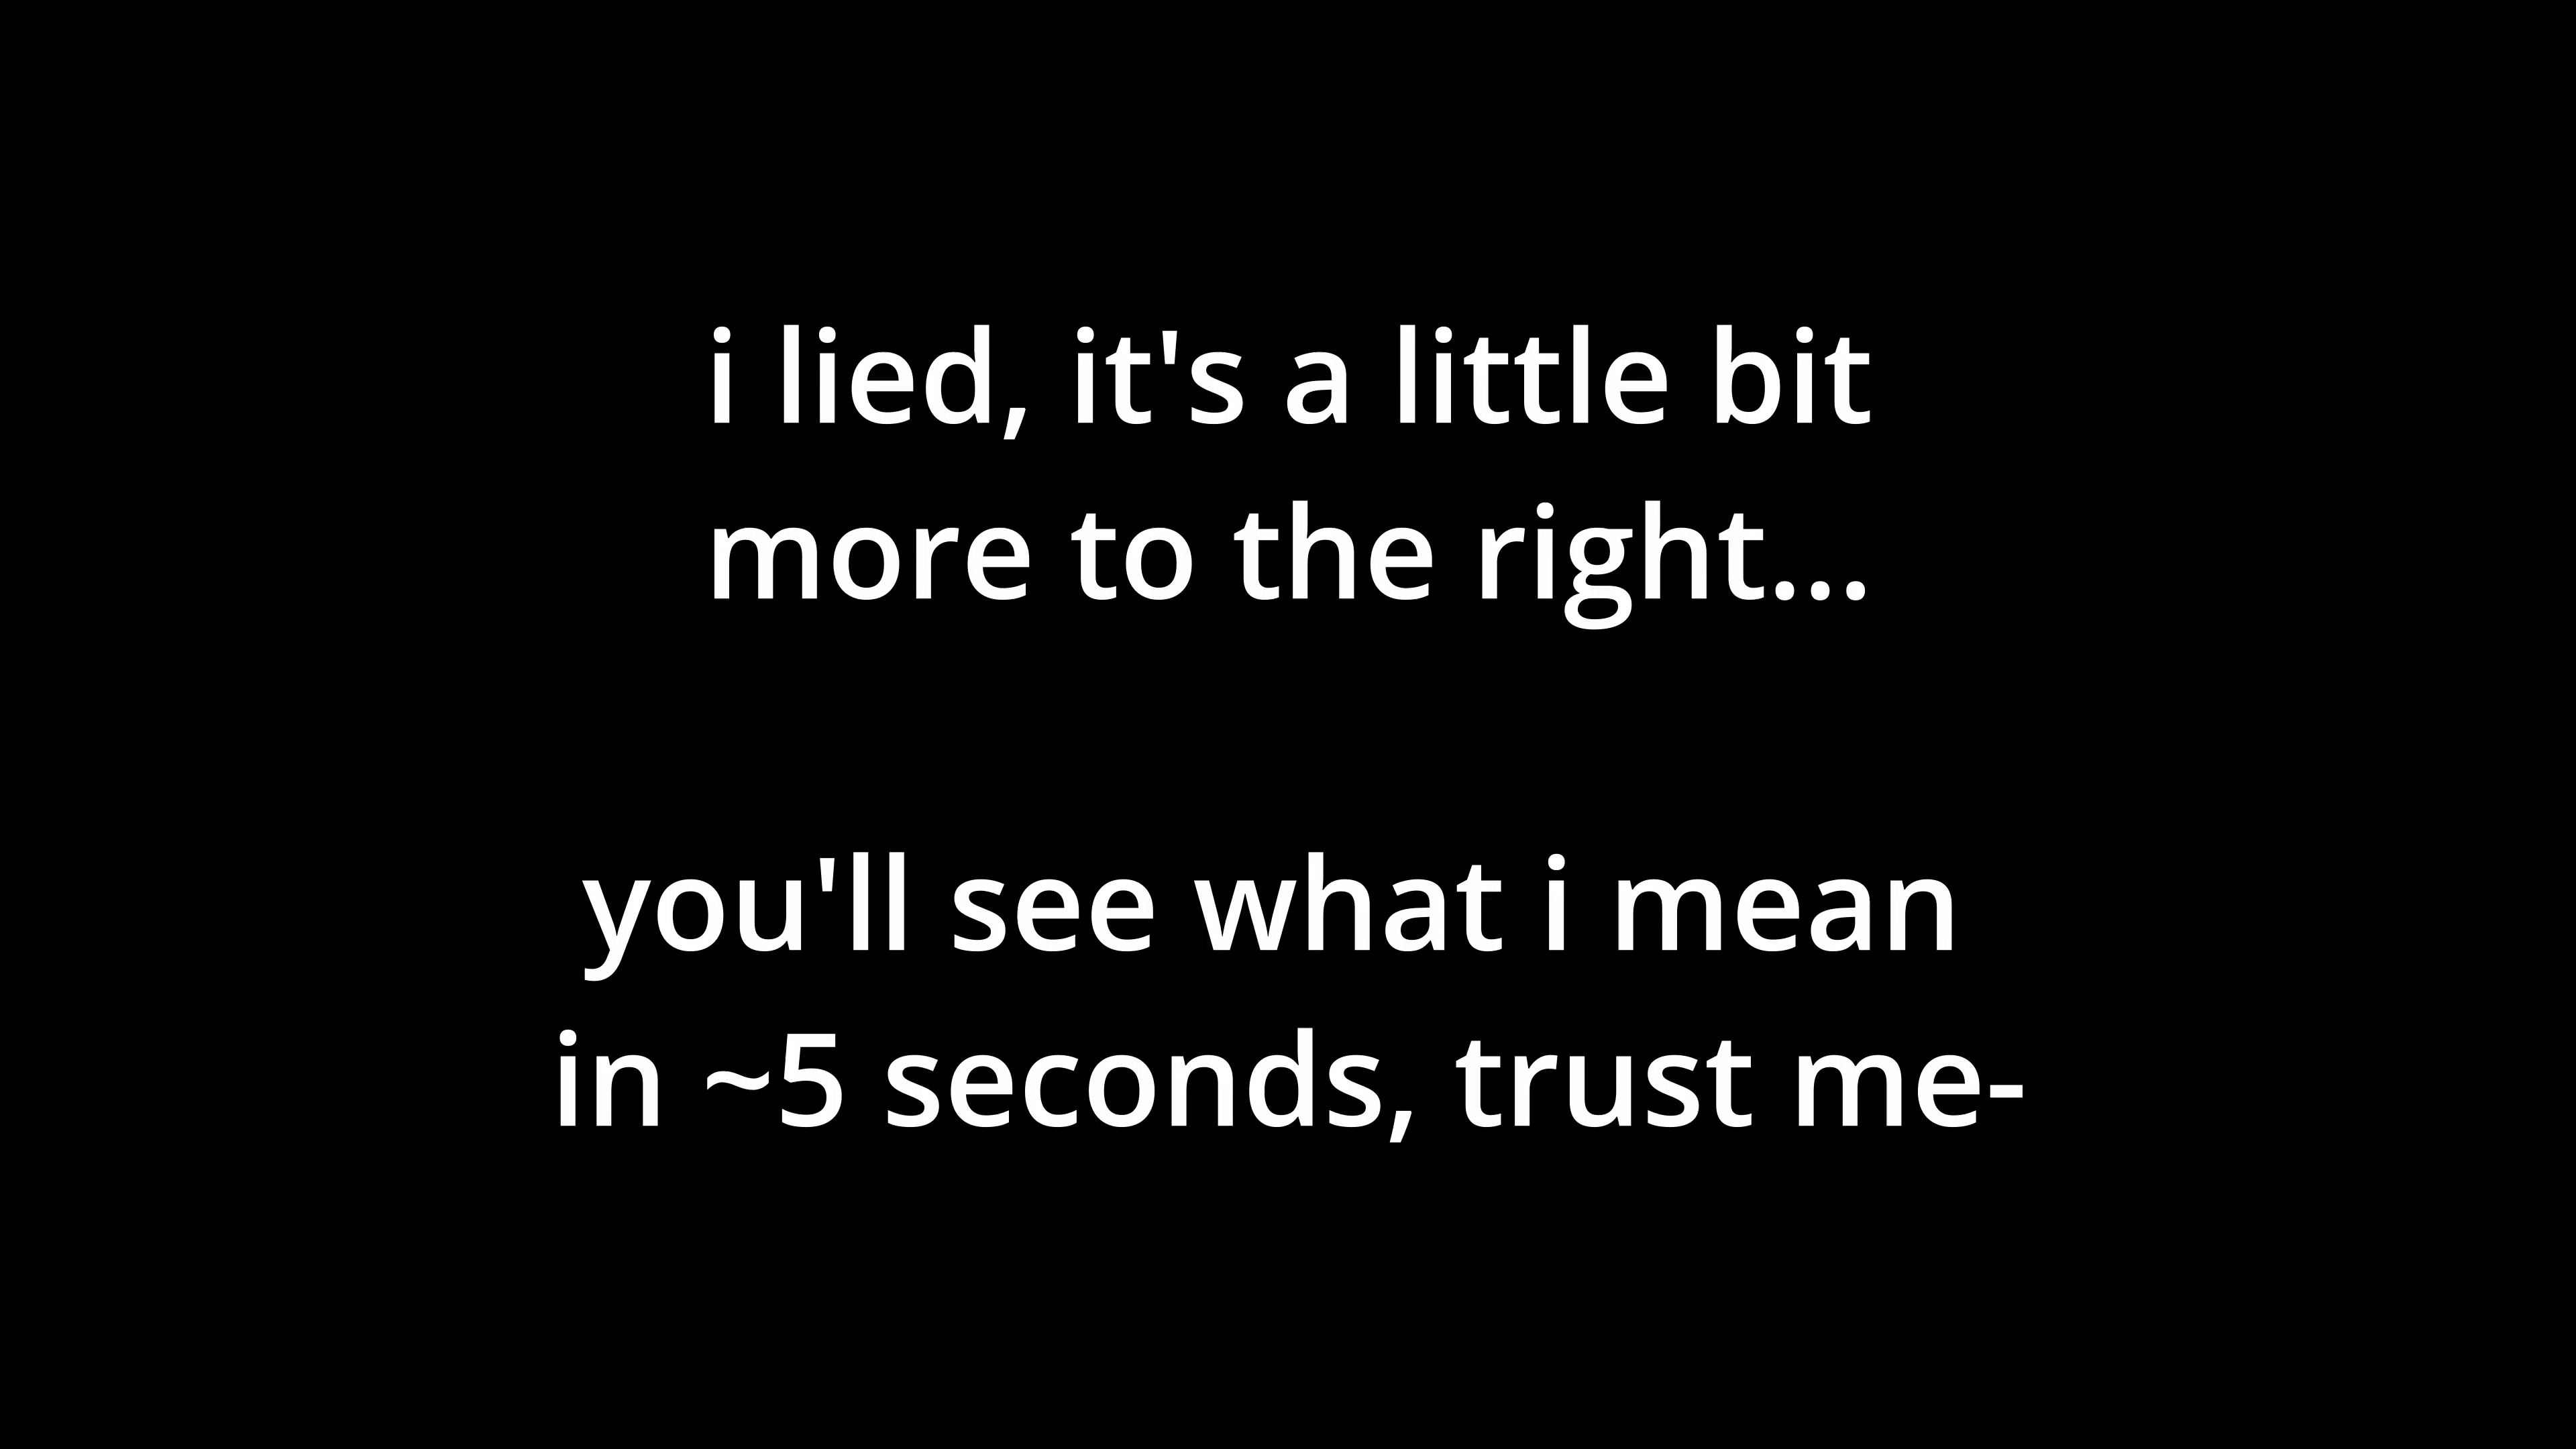 i lied, it's a little bit
more to the right...
you'll see what i mean
in ~5 seconds, trust me-